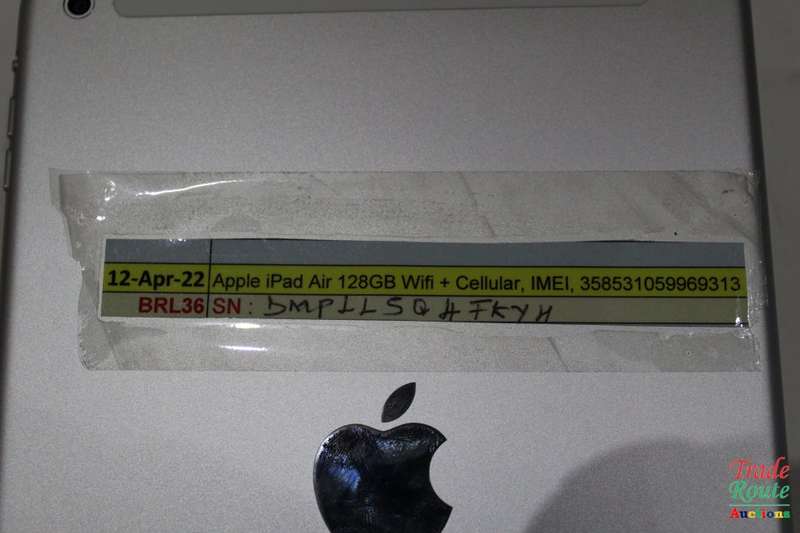 12-Apr-22 Apple iPad Air 128GB Wifi + Cellular, IMEI, 358531059969313
BRL36 SN : DMPLLSQHFKYH
Trade
Route
Auctions